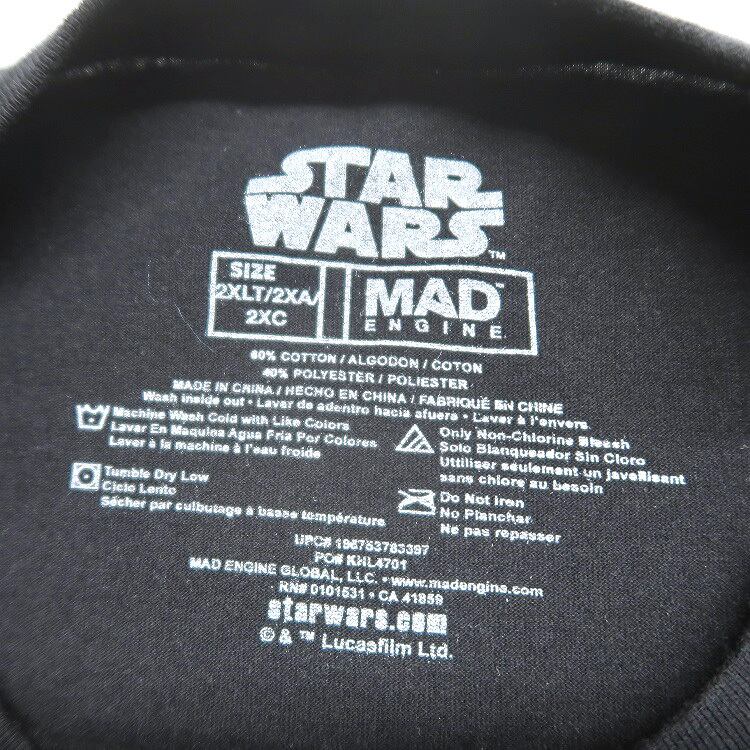 STAR
WARS™
SIZE
2XLT/2XA/
2XC
MAD™
ENGINE
60% COTTON / ALGODON / COTON
40% POLYESTER / POLIESTER
MADE IN CHINA / HECHO EN CHINA / FABRIQUÉ EN CHINE
Wash inside out • Lavar de adentro hacia afuera • Laver à l'envers
Machine Wash Cold with Like Colors
Lavar En Maquina Agua Fria Por Colores
Laver à la machine à l'eau froide
Only Non-Chlorine Bleach
Solo Blanqueador Sin Cloro
Utiliser seulement un javellisant
sans chlore au besoin
Tumble Dry Low
Ciclo Lento
Sécher par culbutage à basse température
Do Not Iren
No Planchar
Ne pas repasser
UPC# 196753783397
PO# KHL4701
MAD ENGINE GLOBAL, LLC. • www.madengine.com
RN# 0101531 • CA 41859
starwars.com
© & ™ Lucasfilm Ltd.